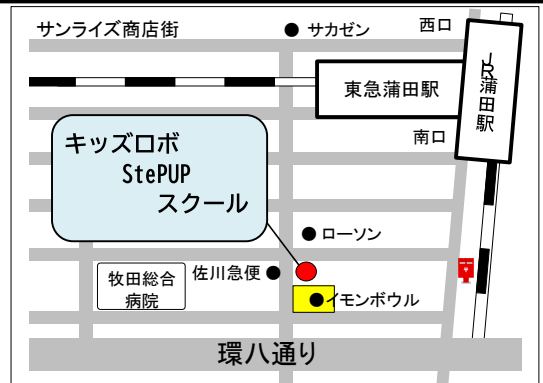 サンライズ商店街
サカゼン
西口
JR蒲田駅
東急蒲田駅
南口
キッズロボ
StePUP
スクール
ローソン
佐川急便
牧田総合
病院
イモンボウル
環八通り